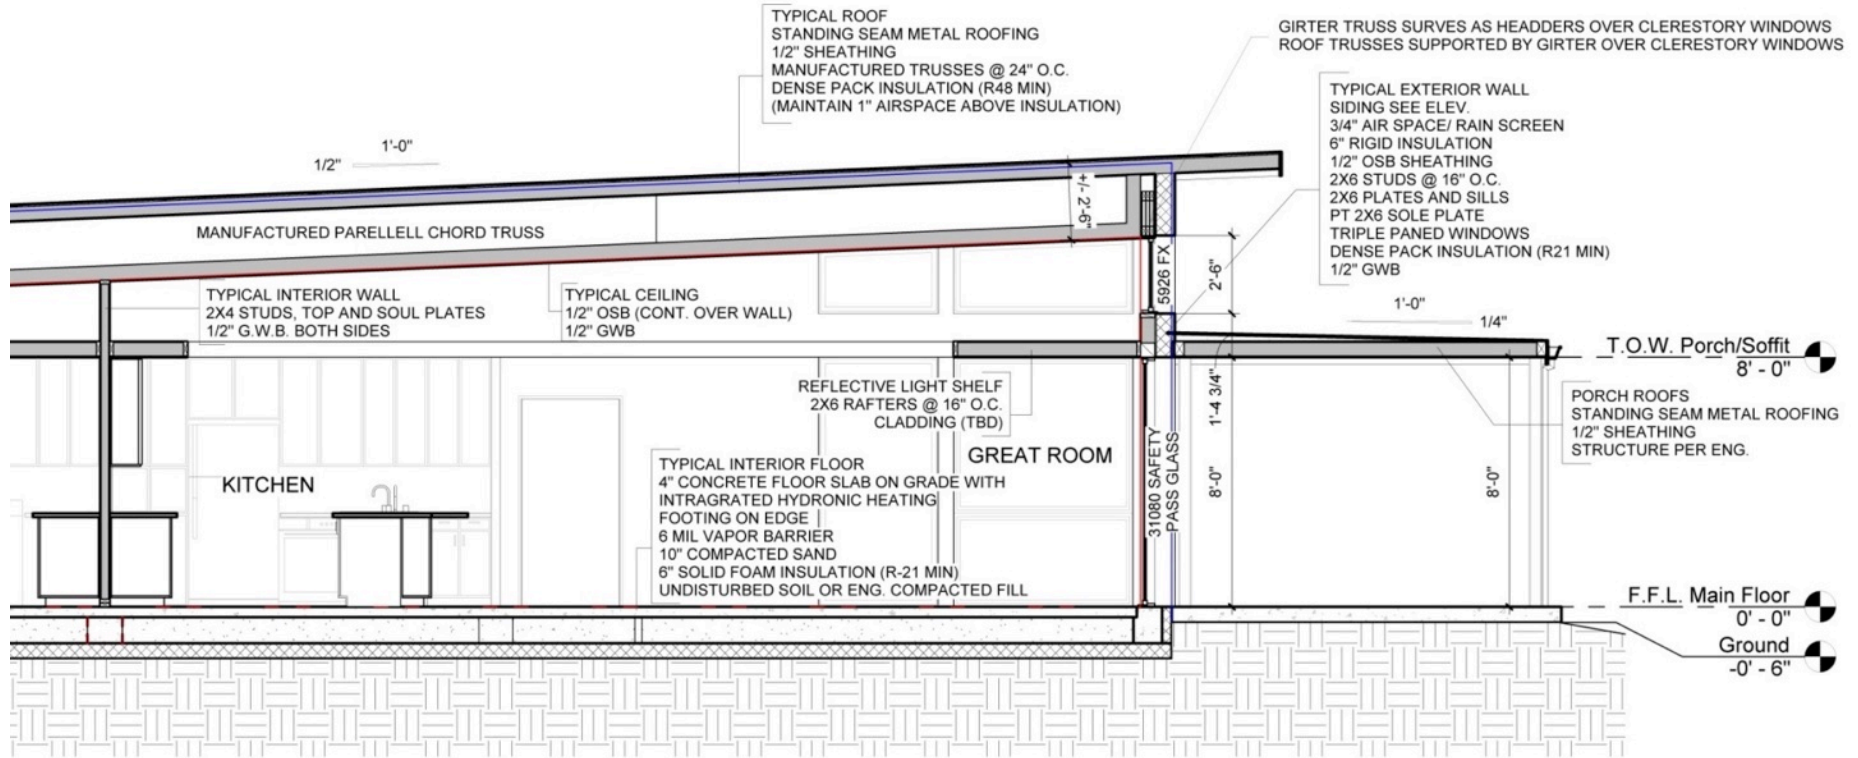 TYPICAL ROOF
STANDING SEAM METAL ROOFING
1/2" SHEATHING
MANUFACTURED TRUSSES @ 24" O.C.
DENSE PACK INSULATION (R48 MIN)
(MAINTAIN 1" AIRSPACE ABOVE INSULATION)
GIRTER TRUSS SURVES AS HEADDERS OVER CLERESTORY WINDOWS
ROOF TRUSSES SUPPORTED BY GIRTER OVER CLERESTORY WINDOWS
TYPICAL EXTERIOR WALL
SIDING SEE ELEV.
3/4" AIR SPACE/ RAIN SCREEN
6" RIGID INSULATION
1/2" OSB SHEATHING
2X6 STUDS @ 16" O.C.
2X6 PLATES AND SILLS
PT 2X6 SOLE PLATE
TRIPLE PANED WINDOWS
DENSE PACK INSULATION (R21 MIN)
1/2" GWB
1'-0"
1/2"
+/- 2'-6"
MANUFACTURED PARELLELL CHORD TRUSS
TYPICAL INTERIOR WALL
2X4 STUDS, TOP AND SOUL PLATES
1/2" G.W.B. BOTH SIDES
TYPICAL CEILING
1/2" OSB (CONT. OVER WALL)
1/2" GWB
5926 FX
2'-6"
1'-0"
1/4"
T.O.W. Porch/Soffit
8' - 0"
REFLECTIVE LIGHT SHELF
2X6 RAFTERS @ 16" O.C.
CLADDING (TBD)
1'-4 3/4"
PORCH ROOFS
STANDING SEAM METAL ROOFING
1/2" SHEATHING
STRUCTURE PER ENG.
KITCHEN
GREAT ROOM
TYPICAL INTERIOR FLOOR
4" CONCRETE FLOOR SLAB ON GRADE WITH
INTRAGRATED HYDRONIC HEATING
FOOTING ON EDGE
6 MIL VAPOR BARRIER
10" COMPACTED SAND
6" SOLID FOAM INSULATION (R-21 MIN)
UNDISTURBED SOIL OR ENG. COMPACTED FILL
31080 SAFETY
PASS GLASS
8'-0"
8'-0"
F.F.L. Main Floor
0' - 0"
Ground
-0' - 6"